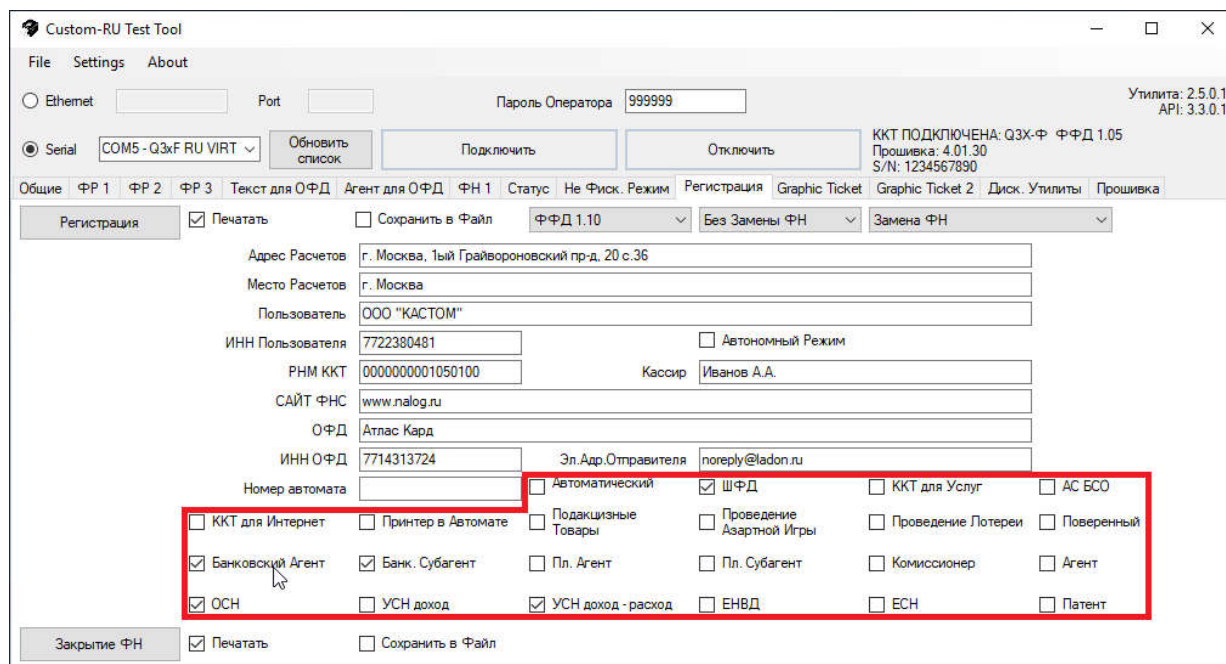 Custom-RU Test Tool
File Settings About
Ethernet Port Пароль Оператора 999999 Утилита: 2.5.0.1
API: 3.3.0.1
Serial COM5 - Q3xF RU VIRT Обновить список Подключить Отключить ККТ ПОДКЛЮЧЕНА: Q3X-Ф ФФД 1.05
Прошивка: 4.01.30
S/N: 1234567890
Общие ФР 1 ФР 2 ФР 3 Текст для ОФД Агент для ОФД ФН 1 Статус Не Фиск. Режим Регистрация Graphic Ticket Graphic Ticket 2 Диск. Утилиты Прошивка
Регистрация Печатать Сохранить в Файл ФФД 1.10 Без Замены ФН Замена ФН
Адрес Расчетов г. Москва, 1ый Грайвороновский пр-д, 20 с.36
Место Расчетов г. Москва
Пользователь ООО "КАСТОМ"
ИНН Пользователя 7722380481 Автономный Режим
РНМ ККТ 0000000001050100 Кассир Иванов А.А.
САЙТ ФНС www.nalog.ru
ОФД Атлас Кард
ИНН ОФД 7714313724 Эл.Адр.Отправителя noreply@ladon.ru
Номер автомата Автоматический ШФД ККТ для Услуг АС БСО
ККТ для Интернет Принтер в Автомате Подакцизные Товары Проведение Азартной Игры Проведение Лотереи Поверенный
Банковский Агент Банк. Субагент Пл. Агент Пл. Субагент Комиссионер Агент
ОСН УСН доход УСН доход - расход ЕНВД ЕСН Патент
Закрытие ФН Печатать Сохранить в Файл